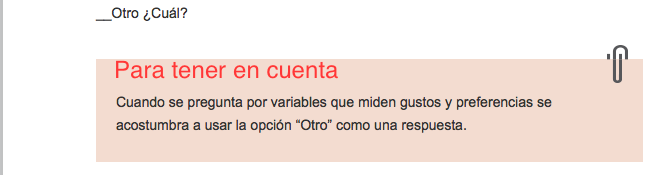 __Otro ¿Cuál?
Para tener en cuenta
Cuando se pregunta por variables que miden gustos y preferencias se
acostumbra a usar la opción “Otro” como una respuesta.